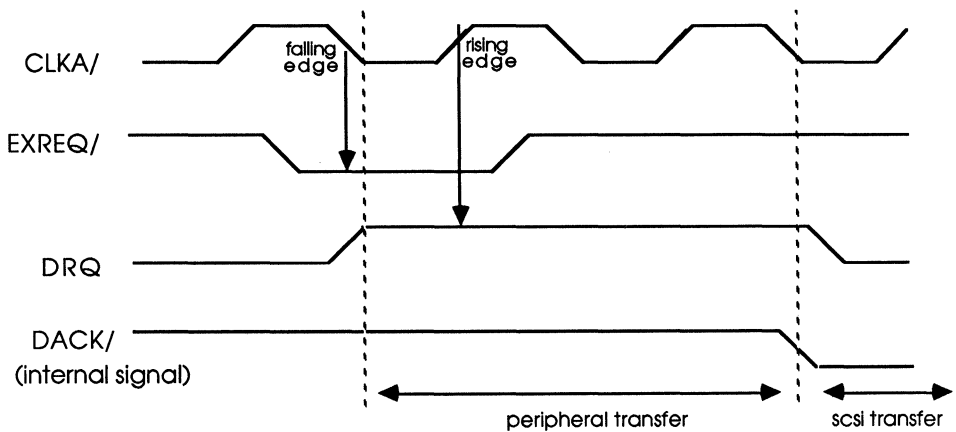 CLKA/
falling
edge
rising
edge
EXREQ/
DRQ
DACK/
(internal signal)
peripheral transfer
scsi transfer